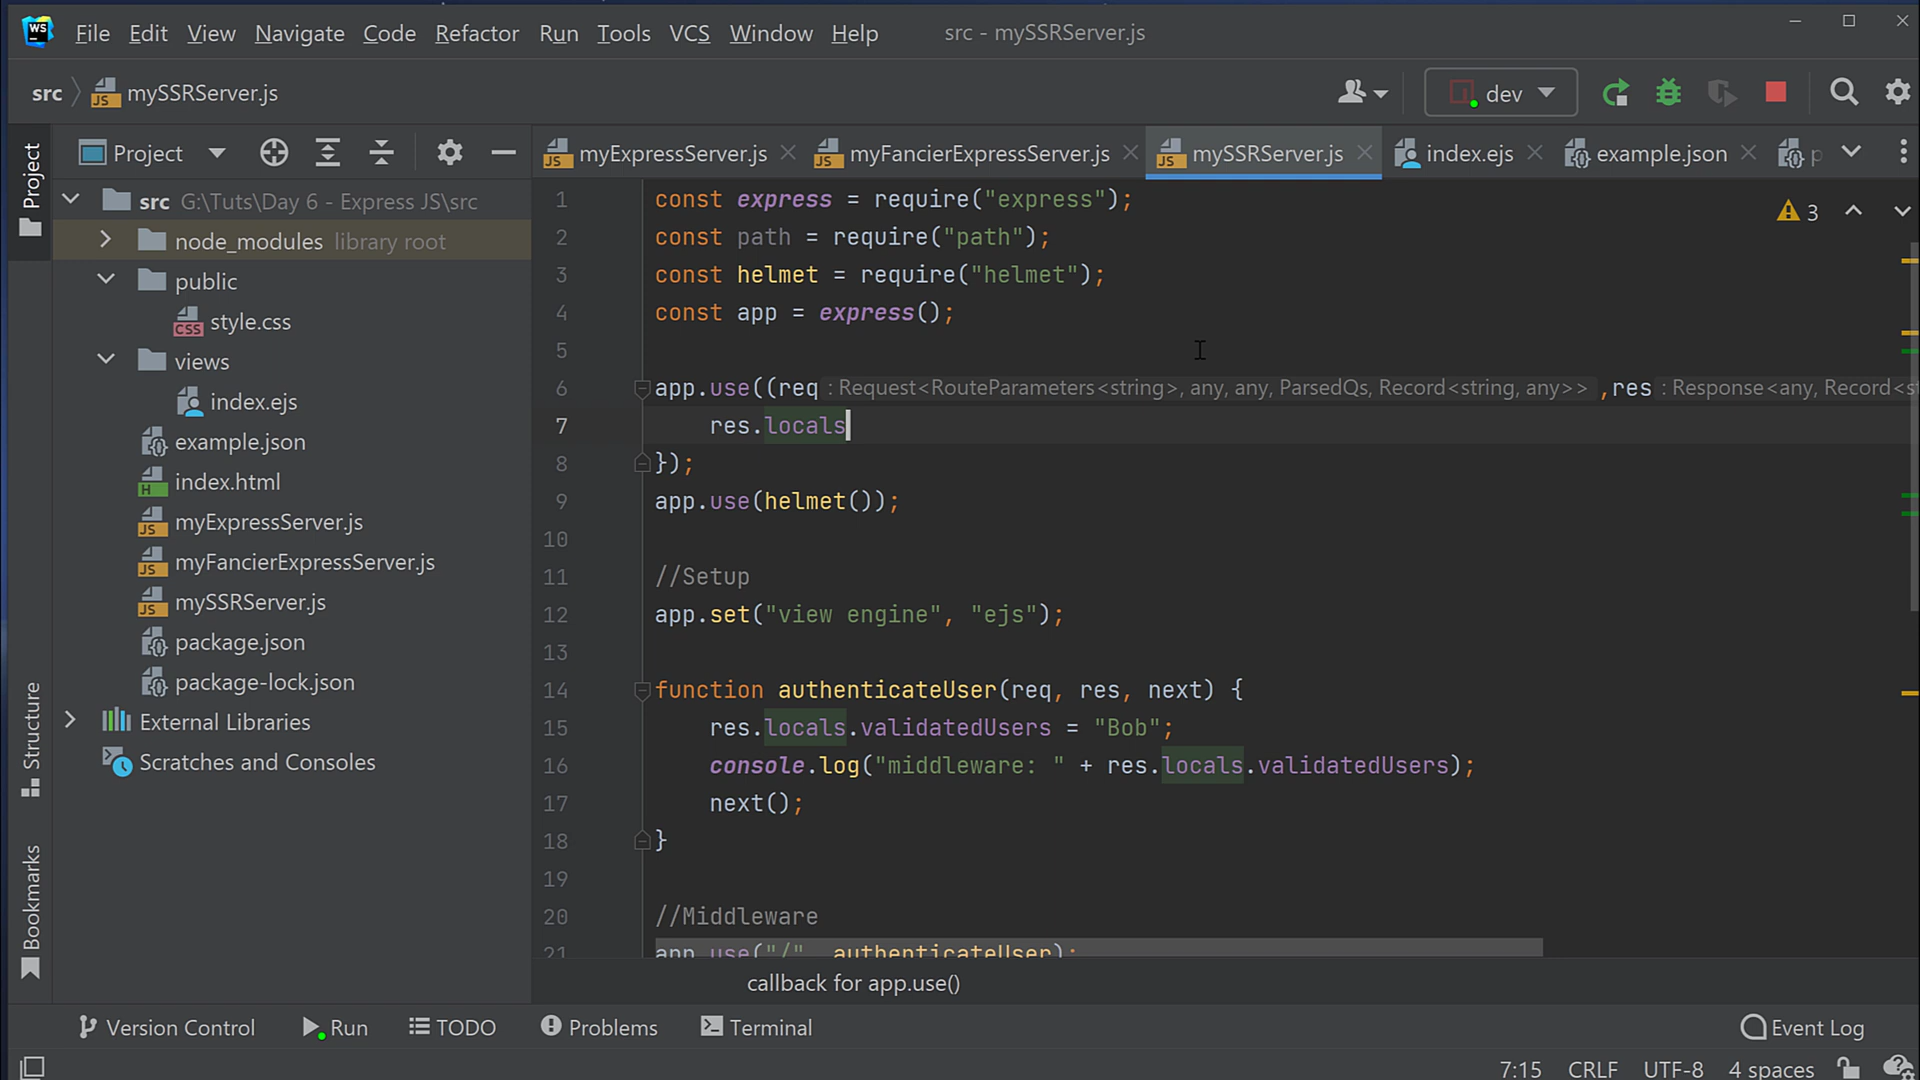 WS File Edit View Navigate Code Refactor Run Tools VCS Window Help src - mySSRServer.js
src mySSRServer.js dev
Project
myExpressServer.js myFancierExpressServer.js mySSRServer.js index.ejs example.json p
Project
Structure
Bookmarks
src G:\Tuts\Day 6 - Express JS\src
node_modules library root
public
style.css
views
index.ejs
example.json
index.html
myExpressServer.js
myFancierExpressServer.js
mySSRServer.js
package.json
package-lock.json
External Libraries
Scratches and Consoles
3
1 const express = require("express");
2 const path = require("path");
3 const helmet = require("helmet");
4 const app = express();
5
6 app.use((req : Request<RouteParameters<string>, any, any, ParsedQs, Record<string, any>> ,res : Response<any, Record<st
7 res.locals
8 });
9 app.use(helmet());
10
11 //Setup
12 app.set("view engine", "ejs");
13
14 function authenticateUser(req, res, next) {
15 res.locals.validatedUsers = "Bob";
16 console.log("middleware: " + res.locals.validatedUsers);
17 next();
18 }
19
20 //Middleware
21 app.use("/", authenticateUser);
callback for app.use()
Version Control Run TODO Problems Terminal Event Log
7:15 CRLF UTF-8 4 spaces